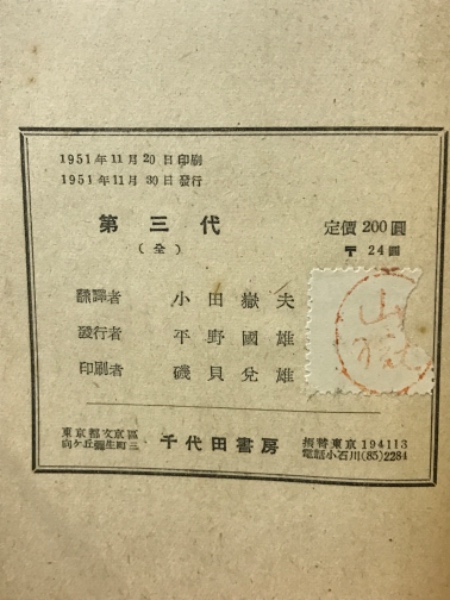 1951年11月20日印刷
1951年11月30日發行
第三代
(全)
定價200圓
〒 24圓
飜譯者 小田嶽夫
發行者 平野國雄
印刷者 磯貝兌雄
東京都文京區
向ケ丘彌生町三
千代田書房
振替東京194113
電話小石川(85)2284
山